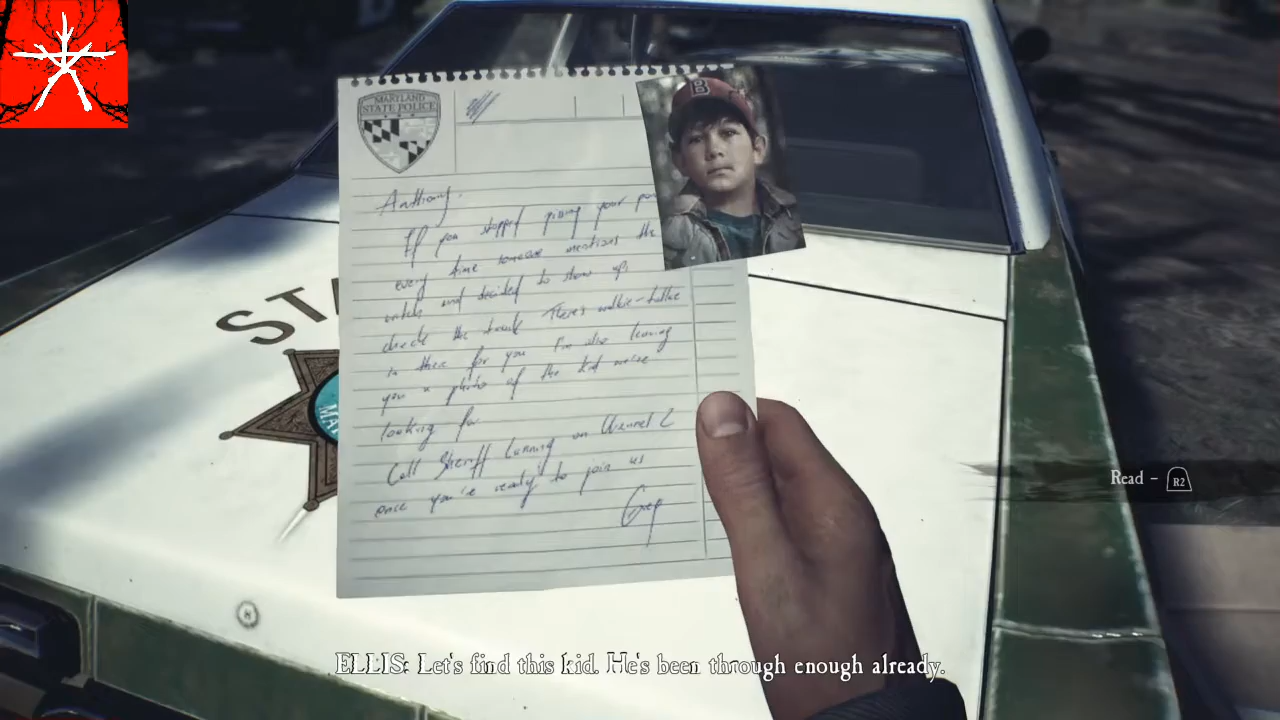 MARYLAND
STATE POLICE
B
Anthony,
If you stopped pissing your
every time someone mentions the
witch and decided to show up,
check the trunk There's walkie-talkie
in there for you I'm also leaving
you a photo of the kid we're
looking for
Call Sheriff Lanning on Channel 2
once you're ready to join us
Greg
STA
Read - R2
ELLIS: Let's find this kid. He's been through enough already.